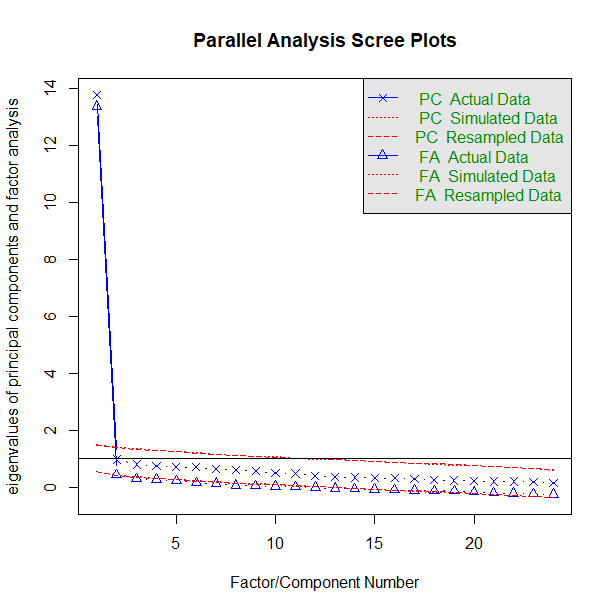 Parallel Analysis Scree Plots
eigenvalues of principal components and factor analysis
14
12
10
8
6
4
2
0
PC Actual Data
PC Simulated Data
PC Resampled Data
FA Actual Data
FA Simulated Data
FA Resampled Data
5 10 15 20
Factor/Component Number